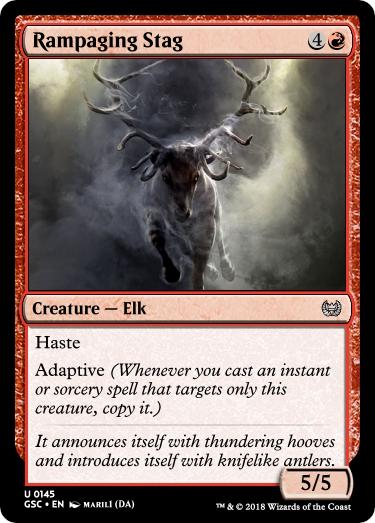 Rampaging Stag 4
Creature — Elk
Haste
Adaptive (Whenever you cast an instant
or sorcery spell that targets only this
creature, copy it.)
It announces itself with thundering hooves
and introduces itself with knifelike antlers.
5/5
U 0145
GSC • EN MARILI (DA)
™ & © 2018 Wizards of the Coast